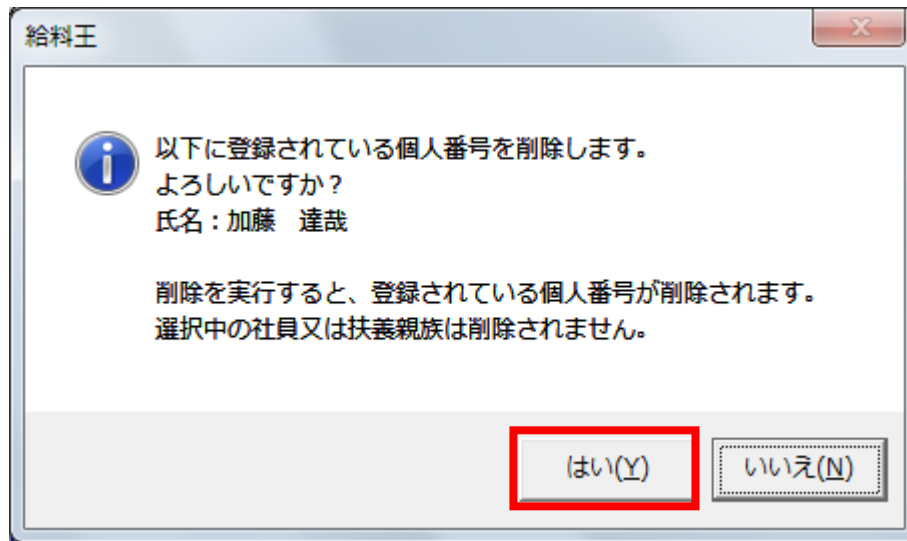 給料王
以下に登録されている個人番号を削除します。
よろしいですか？
氏名：加藤　達哉
削除を実行すると、登録されている個人番号が削除されます。
選択中の社員又は扶義親族は削除されません。
はい(Y)
いいえ(N)